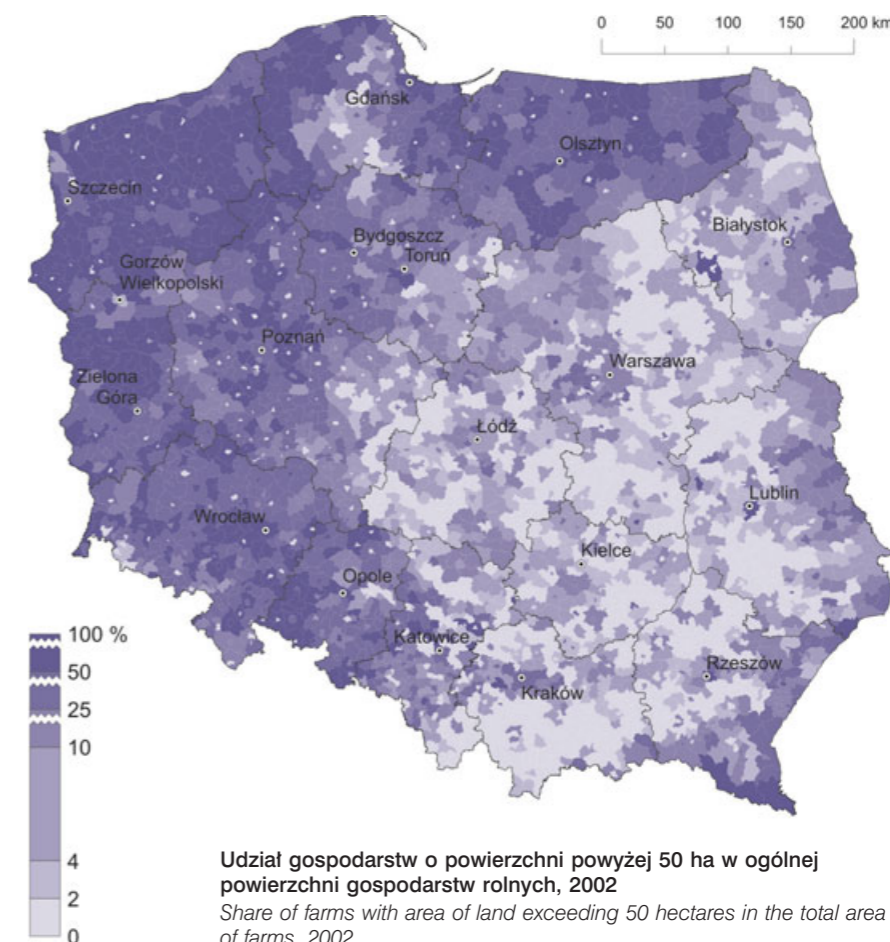 0 50 100 150 200 km
Gdańsk
Olsztyn
Szczecin
Białystok
Bydgoszcz
Toruń
Gorzów
Wielkopolski
Poznań
Warszawa
Zielona
Góra
Łódź
Lublin
Wrocław
Kielce
Opole
100 %
Katowice
50
Rzeszów
Kraków
25
10
4
2
0
Udział gospodarstw o powierzchni powyżej 50 ha w ogólnej
powierzchni gospodarstw rolnych, 2002
Share of farms with area of land exceeding 50 hectares in the total area
of farms, 2002